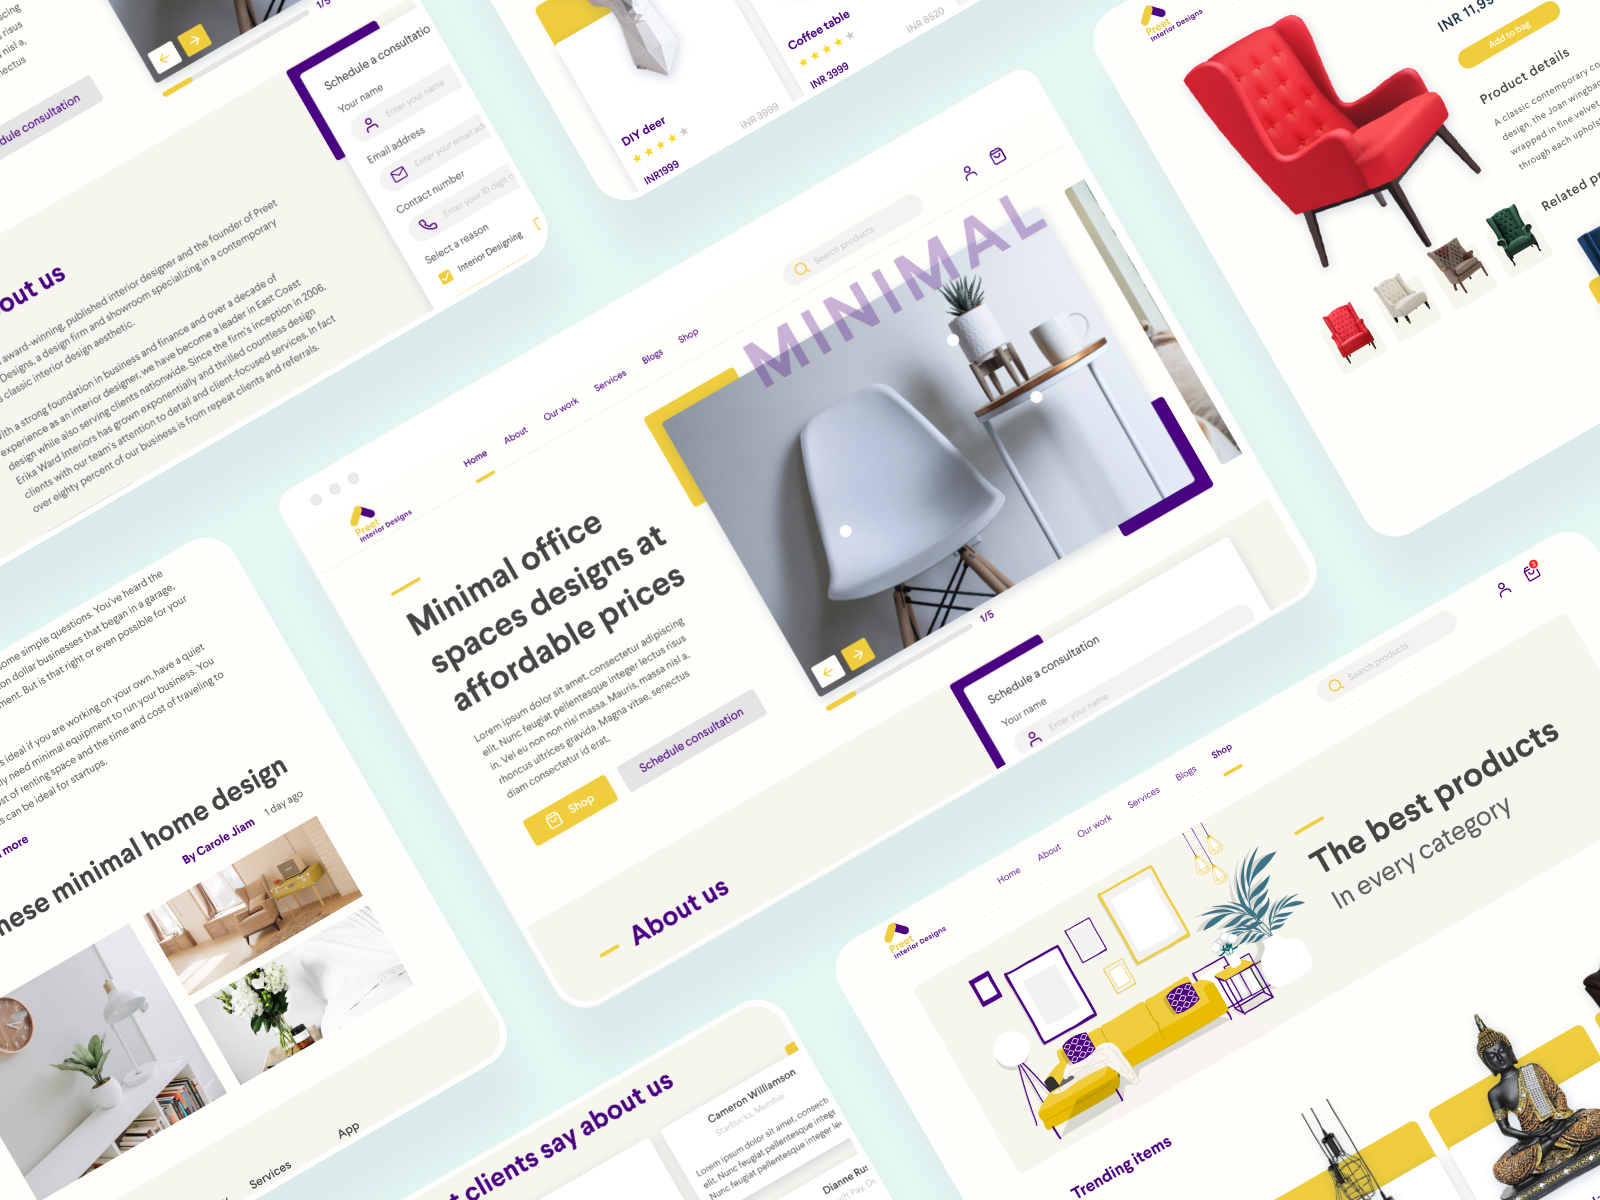 1/5
Schedule a consultatio
Your name
Enter your name
Email address
Enter your email ad
Contact number
Enter your 10 digit c
Select a reason
Interior Designing
dule consultation
out us
award-winning, published interior designer and the founder of Preet
Designs, a design firm and showroom specializing in a contemporary
classic interior design aesthetic.
ith a strong foundation in business and finance and over a decade of
experience as an interior designer, we have become a leader in East Coast
design while also serving clients nationwide. Since the firm's inception in 2006,
Erika Ward Interiors has grown exponentially and thrilled countless design
clients with our team's attention to detail and client-focused services. In fact
over eighty percent of our business is from repeat clients and referrals.
DIY deer
INR1999
INR 3999
Coffee table
INR 3999
INR 8520
Preet
Interior Designs
INR 11,99
Add to bag
Product details
A classic contemporary co
design, the Joan wingba
wrapped in fine velvet
through each uphols
Related pr
Preet
Interior Designs
Home
About
Our work
Services
Blogs
Shop
Search products
MINIMAL
Minimal office
spaces designs at
affordable prices
Lorem ipsum dolor sit amet, consectetur adipiscing
elit. Nunc feugiat pellentesque integer lectus risus
in. Vel eu non non nisl massa. Mauris, massa nisl a,
rhoncus ultrices gravida. Magna vitae, senectus
diam consectetur id erat,
Shop
Schedule consultation
1/5
Schedule a consultation
Your name
Enter your name
About us
ome simple questions. You've heard the
on dollar businesses that began in a garage,
ment. But is that right or even possible for your
s ideal if you are working on your own, have a quiet
ly need minimal equipment to run your business. You
st of renting space and the time and cost of traveling to
s can be ideal for startups.
more
hese minimal home design
By Carole Jiam
1 day ago
Services
App
t clients say about us
Cameron Williamson
Starbucks, Mumbai
Lorem ipsum dolor sit amet, consect
elit. Nunc feugiat pellentesque intege
Nunc feugiat pellentesque integer le
Dianne Rus
ft Pay, De
Preet
Interior Designs
Home
About
Our work
Services
Blogs
Shop
Search products
3
The best products
In every category
Trending items